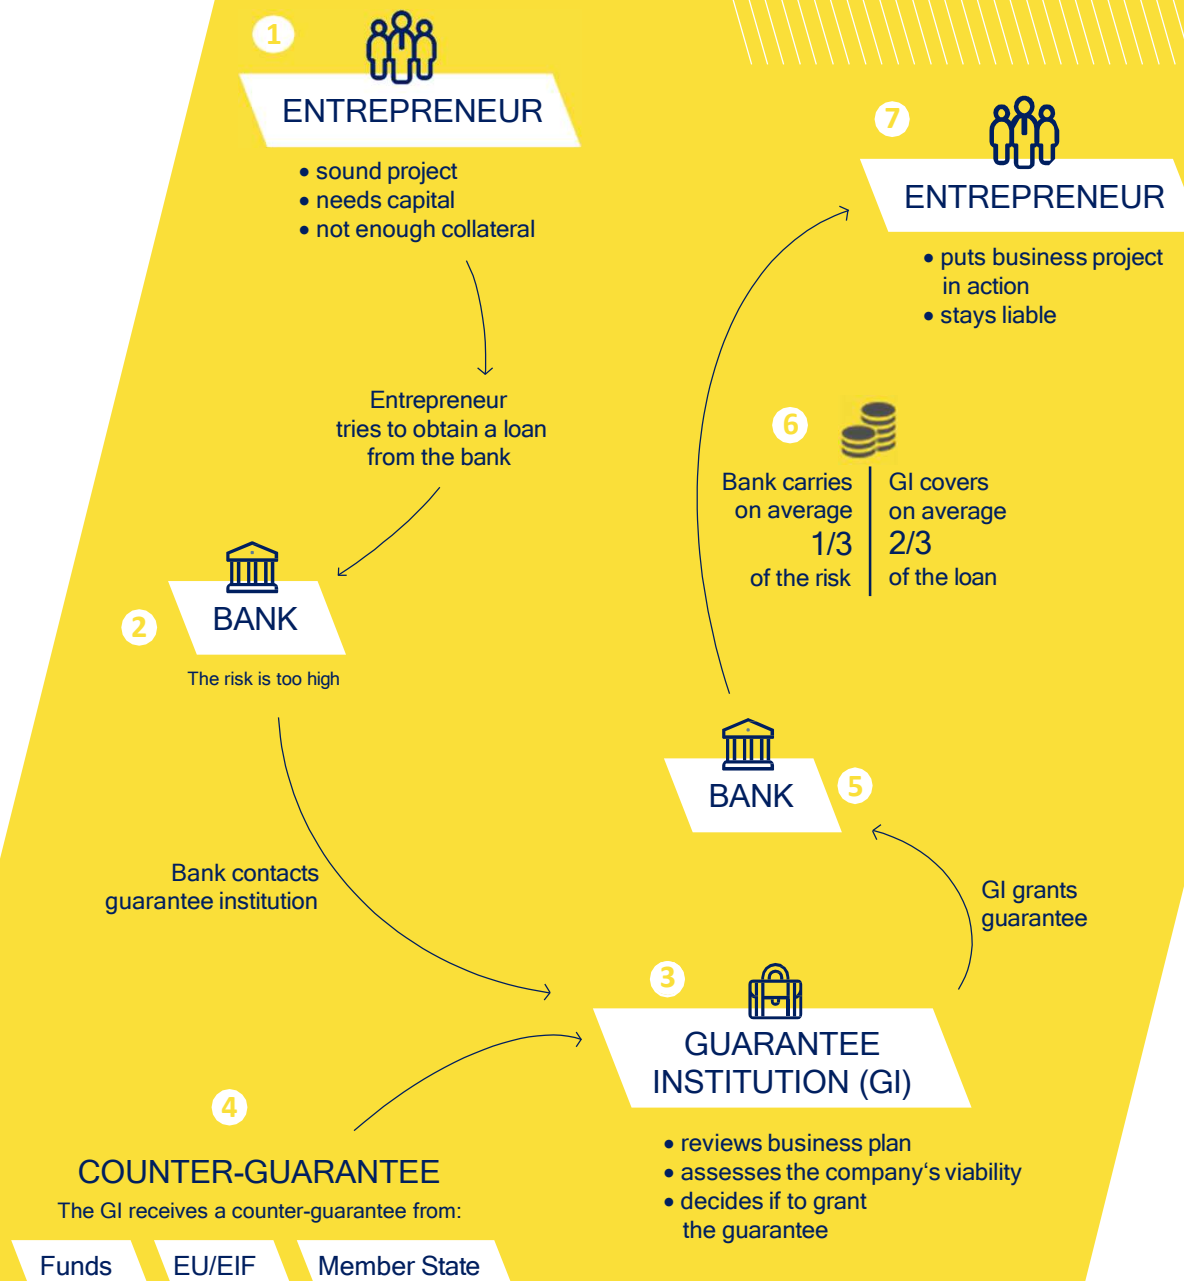 1
ENTREPRENEUR
• sound project
• needs capital
• not enough collateral
Entrepreneur
tries to obtain a loan
from the bank
2
BANK
The risk is too high
Bank contacts
guarantee institution
3
GUARANTEE
INSTITUTION (GI)
• reviews business plan
• assesses the company‘s viability
• decides if to grant
the guarantee
4
COUNTER-GUARANTEE
The GI receives a counter-guarantee from:
Funds
EU/EIF
Member State
GI grants
guarantee
5
BANK
6
Bank carries
on average
1/3
of the risk
GI covers
on average
2/3
of the loan
7
ENTREPRENEUR
• puts business project
in action
• stays liable